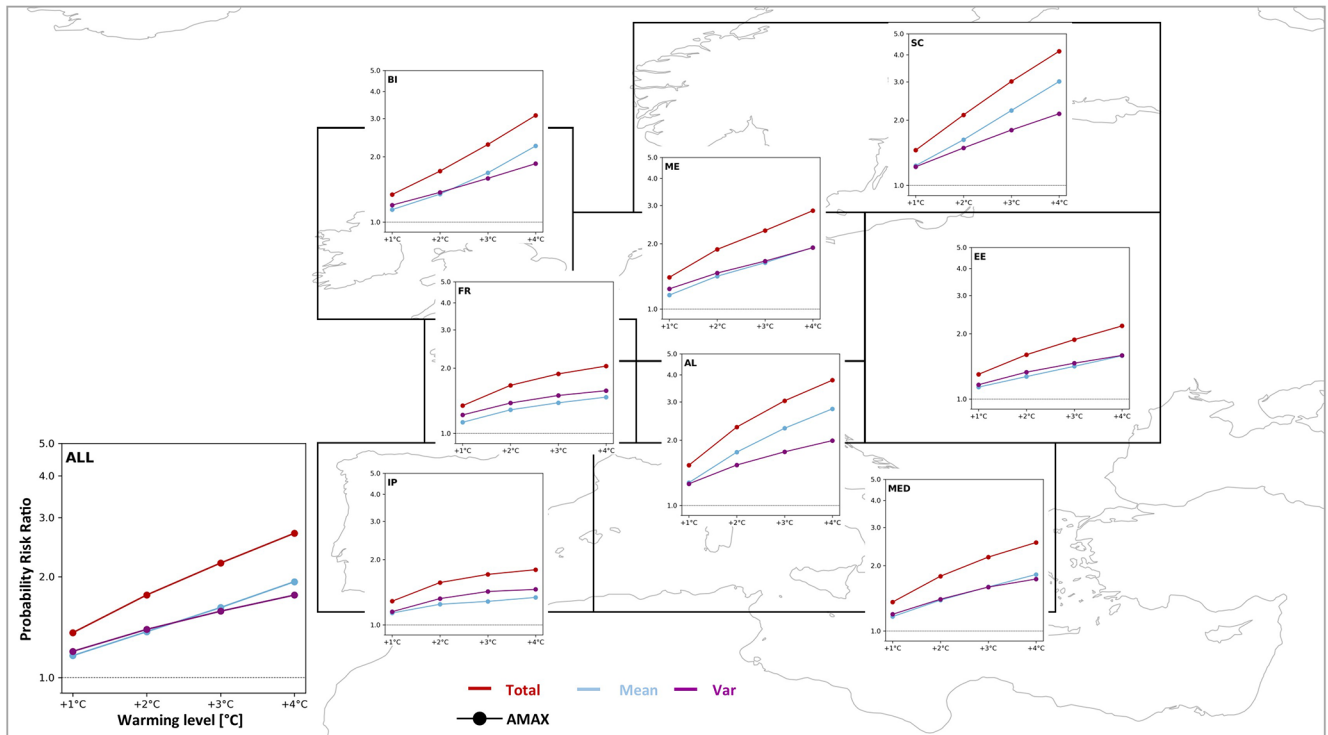 SC
5.0
4.0
3.0
2.0
1.0
+1°C +2°C +3°C +4°C
BI
5.0
4.0
3.0
2.0
1.0
+1°C +2°C +3°C +4°C
ME
5.0
4.0
3.0
2.0
1.0
+1°C +2°C +3°C +4°C
EE
5.0
4.0
3.0
2.0
1.0
+1°C +2°C +3°C +4°C
FR
5.0
4.0
3.0
2.0
1.0
+1°C +2°C +3°C +4°C
AL
5.0
4.0
3.0
2.0
1.0
+1°C +2°C +3°C +4°C
ALL
5.0
4.0
3.0
2.0
1.0
+1°C +2°C +3°C +4°C
Probability Risk Ratio
Warming level [°C]
IP
5.0
4.0
3.0
2.0
1.0
+1°C +2°C +3°C +4°C
MED
5.0
4.0
3.0
2.0
1.0
+1°C +2°C +3°C +4°C
Total Mean Var
AMAX